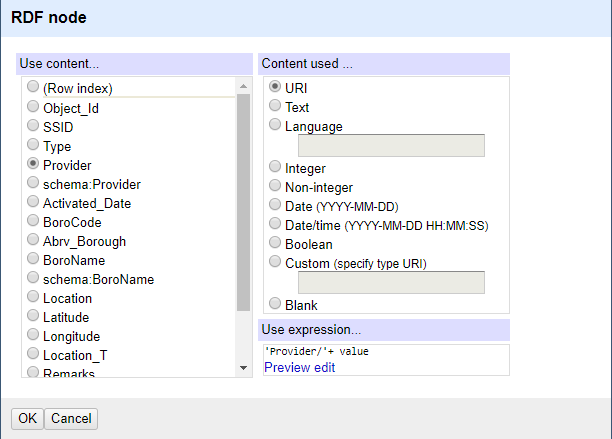 RDF node
Use content...
(Row index)
Object_Id
SSID
Type
Provider
schema:Provider
Activated_Date
BoroCode
Abrv_Borough
BoroName
schema:BoroName
Location
Latitude
Longitude
Location_T
Remarks
Content used ...
URI
Text
Language
Integer
Non-integer
Date (YYYY-MM-DD)
Date/time (YYYY-MM-DD HH:MM:SS)
Boolean
Custom (specify type URI)
Blank
Use expression...
'Provider/'+ value
Preview edit
OK
Cancel